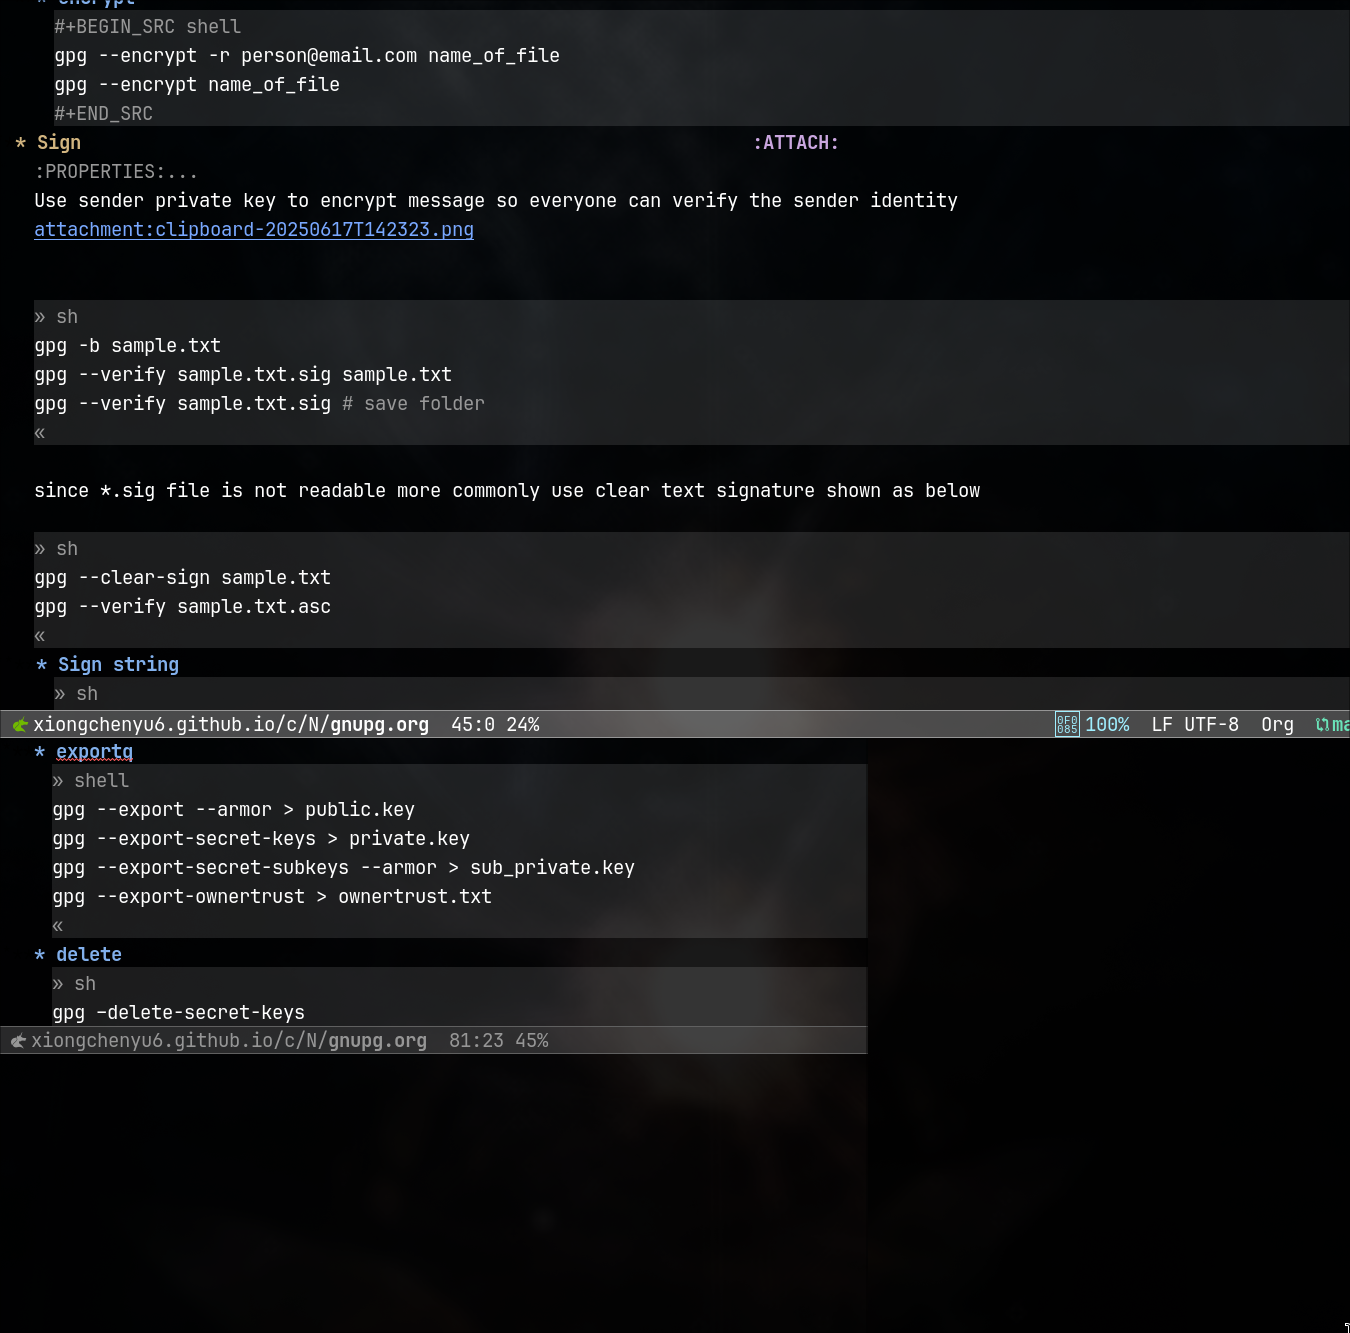 * encrypt
#+BEGIN_SRC shell
gpg --encrypt -r person@email.com name_of_file
gpg --encrypt name_of_file
#+END_SRC
* Sign :ATTACH:
:PROPERTIES:...
Use sender private key to encrypt message so everyone can verify the sender identity
attachment:clipboard-20250617T142323.png
» sh
gpg -b sample.txt
gpg --verify sample.txt.sig sample.txt
gpg --verify sample.txt.sig # save folder
«
since *.sig file is not readable more commonly use clear text signature shown as below
» sh
gpg --clear-sign sample.txt
gpg --verify sample.txt.asc
«
* Sign string
» sh
xiongchenyu6.github.io/c/N/gnupg.org 45:0 24% 0F0085 100% LF UTF-8 Org ma
* exportq
» shell
gpg --export --armor > public.key
gpg --export-secret-keys > private.key
gpg --export-secret-subkeys --armor > sub_private.key
gpg --export-ownertrust > ownertrust.txt
«
* delete
» sh
gpg –delete-secret-keys
xiongchenyu6.github.io/c/N/gnupg.org 81:23 45%